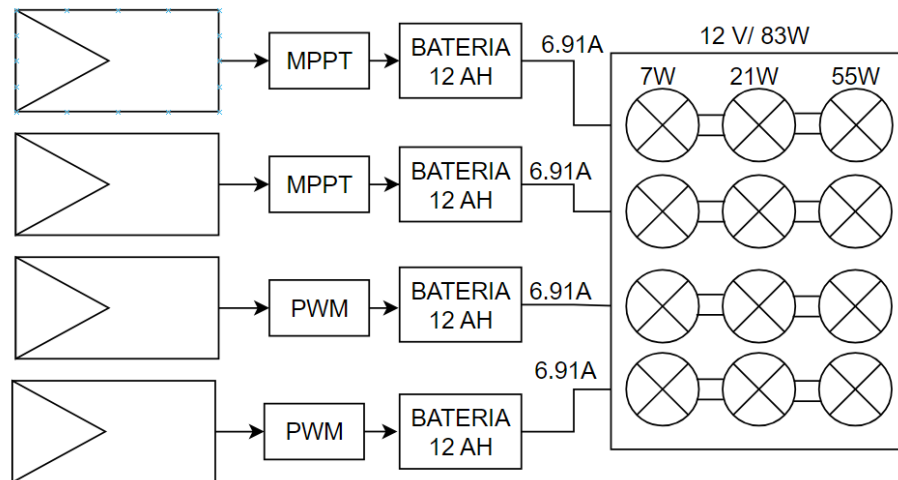 12 V/ 83W
7W 21W 55W
MPPT
BATERIA
12 AH
6.91A
MPPT
BATERIA
12 AH
6.91A
PWM
BATERIA
12 AH
6.91A
PWM
BATERIA
12 AH
6.91A